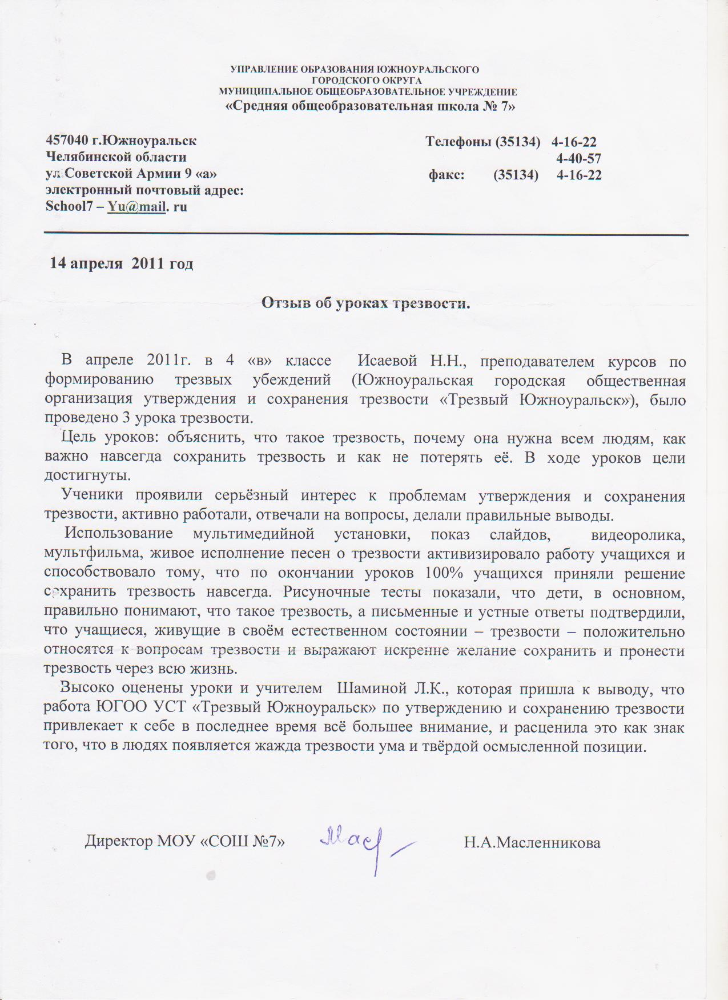 УПРАВЛЕНИЕ ОБРАЗОВАНИЯ ЮЖНОУРАЛЬСКОГО
ГОРОДСКОГО ОКРУГА
МУНИЦИПАЛЬНОЕ ОБЩЕОБРАЗОВАТЕЛЬНОЕ УЧРЕЖДЕНИЕ
«Средняя общеобразовательная школа № 7»
457040 г.Южноуральск Телефоны (35134) 4-16-22
Челябинской области 4-40-57
ул.Советской Армии 9 «а» факс: (35134) 4-16-22
электронный почтовый адрес:
School7 – Yu@mail. ru
14 апреля 2011 год
Отзыв об уроках трезвости.
В апреле 2011г. в 4 «в» классе Исаевой Н.Н., преподавателем курсов по
формированию трезвых убеждений (Южноуральская городская общественная
организация утверждения и сохранения трезвости «Трезвый Южноуральск»), было
проведено 3 урока трезвости.
Цель уроков: объяснить, что такое трезвость, почему она нужна всем людям, как
важно навсегда сохранить трезвость и как не потерять её. В ходе уроков цели
достигнуты.
Ученики проявили серьёзный интерес к проблемам утверждения и сохранения
трезвости, активно работали, отвечали на вопросы, делали правильные выводы.
Использование мультимедийной установки, показ слайдов, видеоролика,
мультфильма, живое исполнение песен о трезвости активизировало работу учащихся и
способствовало тому, что по окончании уроков 100% учащихся приняли решение
сохранить трезвость навсегда. Рисуночные тесты показали, что дети, в основном,
правильно понимают, что такое трезвость, а письменные и устные ответы подтвердили,
что учащиеся, живущие в своём естественном состоянии – трезвости – положительно
относятся к вопросам трезвости и выражают искренне желание сохранить и пронести
трезвость через всю жизнь.
Высоко оценены уроки и учителем Шаминой Л.К., которая пришла к выводу, что
работа ЮГОО УСТ «Трезвый Южноуральск» по утверждению и сохранению трезвости
привлекает к себе в последнее время всё большее внимание, и расценила это как знак
того, что в людях появляется жажда трезвости ума и твёрдой осмысленной позиции.
Директор МОУ «СОШ №7» Н.А.Масленникова